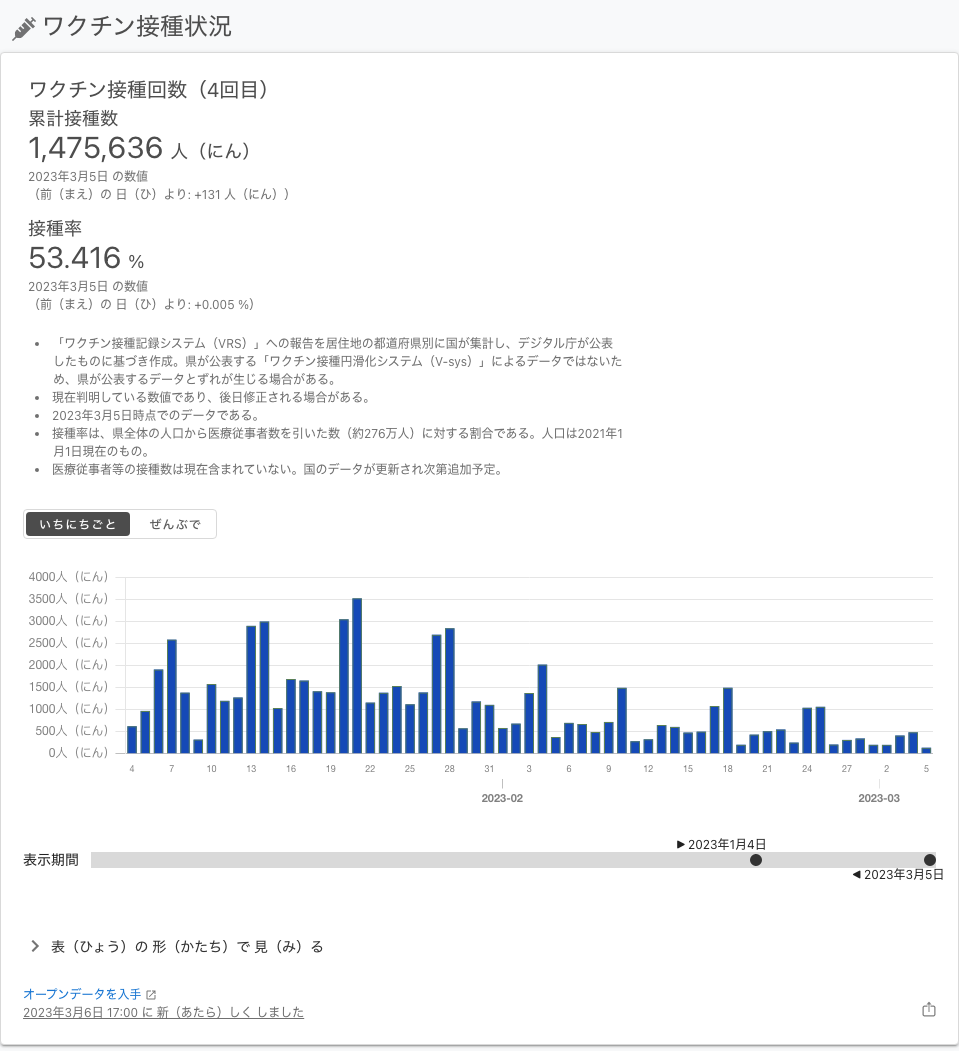 ワクチン接種状況
ワクチン接種回数（4回目）
累計接種数
1,475,636 人（にん）
2023年3月5日 の数値
（前（まえ）の 日（ひ）より: +131 人（にん））
接種率
53.416 %
2023年3月5日 の数値
（前（まえ）の 日（ひ）より: +0.005 %）
• 「ワクチン接種記録システム（VRS）」への報告を居住地の都道府県別に国が集計し、デジタル庁が公表
したものに基づき作成。県が公表する「ワクチン接種円滑化システム（V-sys）」によるデータではないた
め、県が公表するデータとずれが生じる場合がある。
• 現在判明している数値であり、後日修正される場合がある。
• 2023年3月5日時点でのデータである。
• 接種率は、県全体の人口から医療従事者数を引いた数（約276万人）に対する割合である。人口は2021年1
月1日現在のもの。
• 医療従事者等の接種数は現在含まれていない。国のデータが更新され次第追加予定。
いちにちごと ぜんぶで
4000人（にん）
3500人（にん）
3000人（にん）
2500人（にん）
2000人（にん）
1500人（にん）
1000人（にん）
500人（にん）
0人（にん）
4 7 10 13 16 19 22 25 28 31 3 6 9 12 15 18 21 24 27 2 5
2023-02 2023-03
▶ 2023年1月4日
表示期間
◀ 2023年3月5日
表（ひょう）の 形（かたち）で 見（み）る
オープンデータを入手
2023年3月6日 17:00 に 新（あたら）しく しました